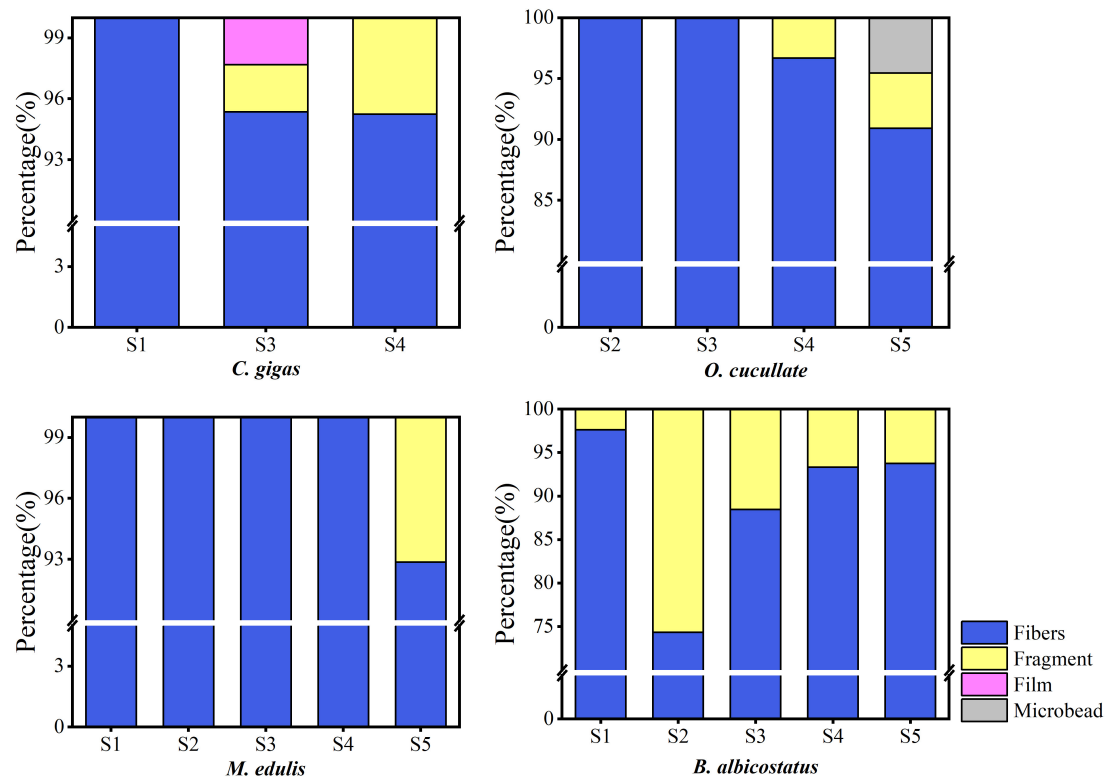 Percentage(%)
99
96
93
3
0
S1 S3 S4
C. gigas
Percentage(%)
100
95
90
85
0
S2 S3 S4 S5
O. cucullate
Percentage(%)
99
96
93
3
0
S1 S2 S3 S4 S5
M. edulis
Percentage(%)
100
95
90
85
80
75
0
S1 S2 S3 S4 S5
B. albicostatus
Fibers
Fragment
Film
Microbead